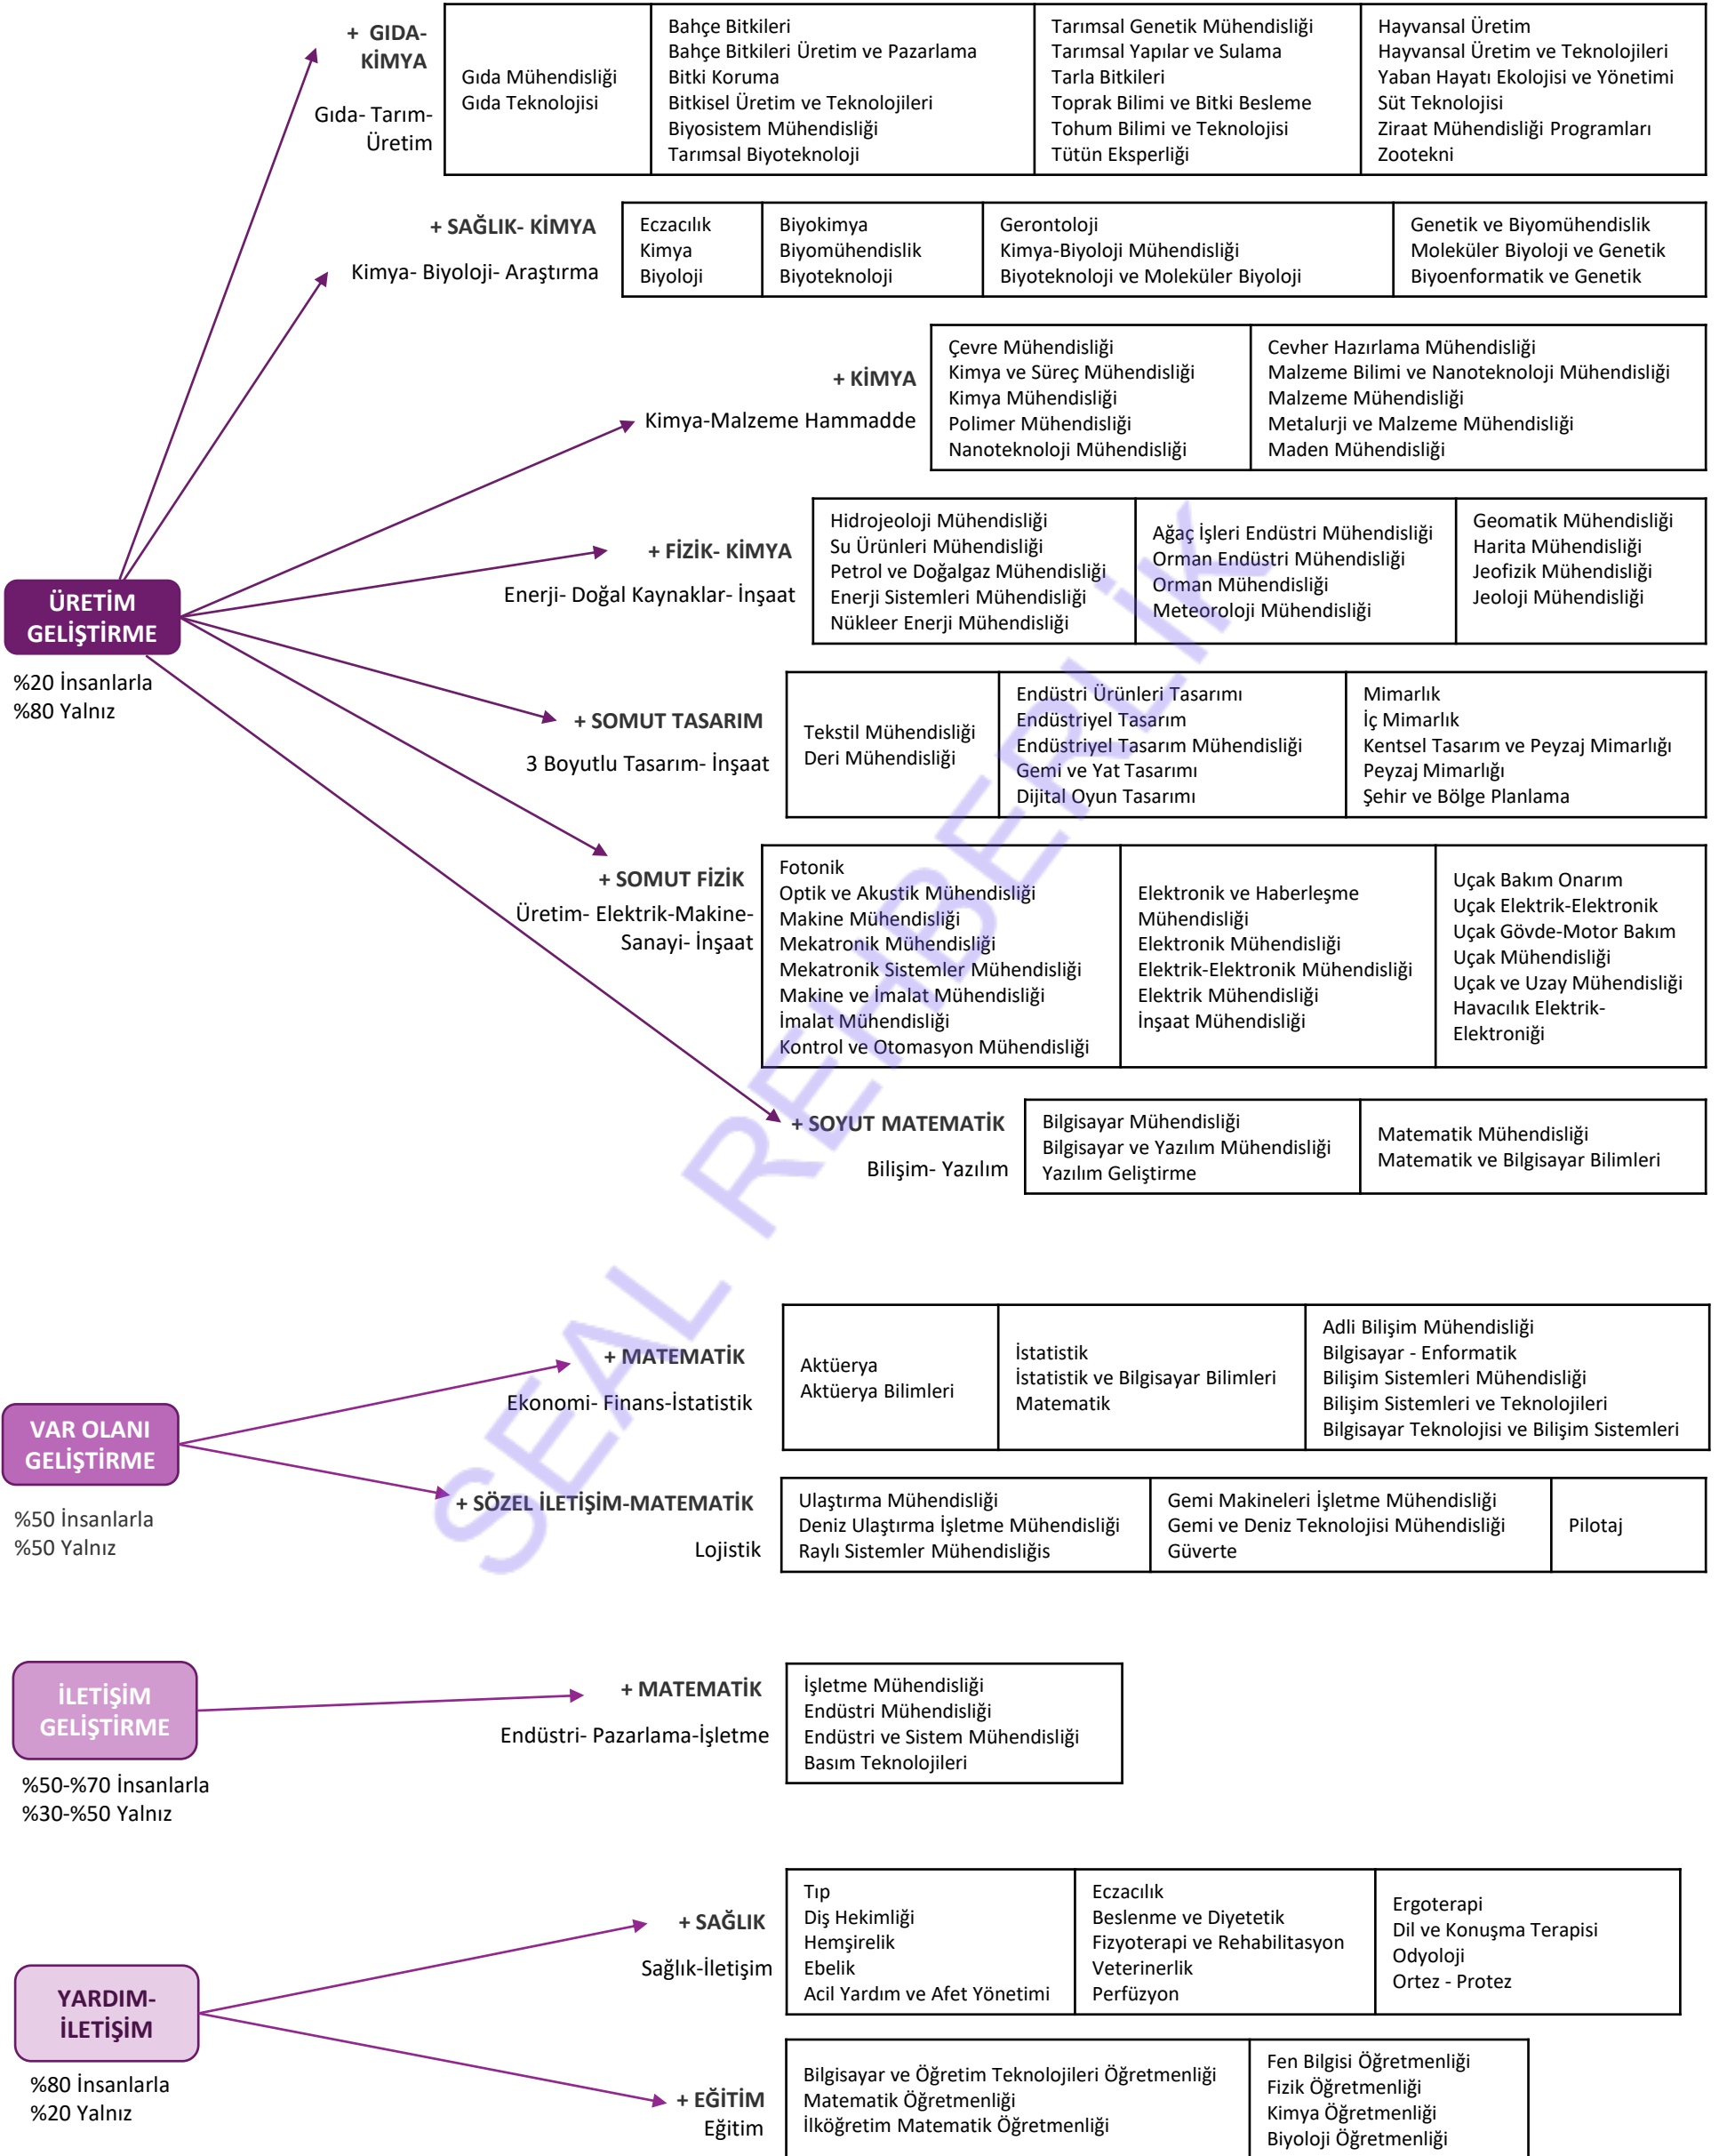 + GIDA-
KİMYA
Gıda- Tarım-
Üretim
Gıda Mühendisliği
Gıda Teknolojisi
Bahçe Bitkileri
Bahçe Bitkileri Üretim ve Pazarlama
Bitki Koruma
Bitkisel Üretim ve Teknolojileri
Biyosistem Mühendisliği
Tarımsal Biyoteknoloji
Tarımsal Genetik Mühendisliği
Tarımsal Yapılar ve Sulama
Tarla Bitkileri
Toprak Bilimi ve Bitki Besleme
Tohum Bilimi ve Teknolojisi
Tütün Eksperliği
Hayvansal Üretim
Hayvansal Üretim ve Teknolojileri
Yaban Hayatı Ekolojisi ve Yönetimi
Süt Teknolojisi
Ziraat Mühendisliği Programları
Zootekni
+ SAĞLIK- KİMYA
Kimya- Biyoloji- Araştırma
Eczacılık
Kimya
Biyoloji
Biyokimya
Biyomühendislik
Biyoteknoloji
Gerontoloji
Kimya-Biyoloji Mühendisliği
Biyoteknoloji ve Moleküler Biyoloji
Genetik ve Biyomühendislik
Moleküler Biyoloji ve Genetik
Biyoenformatik ve Genetik
+ KİMYA
Kimya-Malzeme Hammadde
Çevre Mühendisliği
Kimya ve Süreç Mühendisliği
Kimya Mühendisliği
Polimer Mühendisliği
Nanoteknoloji Mühendisliği
Cevher Hazırlama Mühendisliği
Malzeme Bilimi ve Nanoteknoloji Mühendisliği
Malzeme Mühendisliği
Metalurji ve Malzeme Mühendisliği
Maden Mühendisliği
+ FİZİK- KİMYA
Enerji- Doğal Kaynaklar- İnşaat
Hidrojeoloji Mühendisliği
Su Ürünleri Mühendisliği
Petrol ve Doğalgaz Mühendisliği
Enerji Sistemleri Mühendisliği
Nükleer Enerji Mühendisliği
Ağaç İşleri Endüstri Mühendisliği
Orman Endüstri Mühendisliği
Orman Mühendisliği
Meteoroloji Mühendisliği
Geomatik Mühendisliği
Harita Mühendisliği
Jeofizik Mühendisliği
Jeoloji Mühendisliği
ÜRETİM
GELİŞTİRME
%20 İnsanlarla
%80 Yalnız
+ SOMUT TASARIM
3 Boyutlu Tasarım- İnşaat
Tekstil Mühendisliği
Deri Mühendisliği
Endüstri Ürünleri Tasarımı
Endüstriyel Tasarım
Endüstriyel Tasarım Mühendisliği
Gemi ve Yat Tasarımı
Dijital Oyun Tasarımı
Mimarlık
İç Mimarlık
Kentsel Tasarım ve Peyzaj Mimarlığı
Peyzaj Mimarlığı
Şehir ve Bölge Planlama
+ SOMUT FİZİK
Üretim- Elektrik-Makine-
Sanayi- İnşaat
Fotonik
Optik ve Akustik Mühendisliği
Makine Mühendisliği
Mekatronik Mühendisliği
Mekatronik Sistemler Mühendisliği
Makine ve İmalat Mühendisliği
İmalat Mühendisliği
Kontrol ve Otomasyon Mühendisliği
Elektronik ve Haberleşme
Mühendisliği
Elektronik Mühendisliği
Elektrik-Elektronik Mühendisliği
Elektrik Mühendisliği
İnşaat Mühendisliği
Uçak Bakım Onarım
Uçak Elektrik-Elektronik
Uçak Gövde-Motor Bakım
Uçak Mühendisliği
Uçak ve Uzay Mühendisliği
Havacılık Elektrik-
Elektroniği
+ SOYUT MATEMATİK
Bilişim- Yazılım
Bilgisayar Mühendisliği
Bilgisayar ve Yazılım Mühendisliği
Yazılım Geliştirme
Matematik Mühendisliği
Matematik ve Bilgisayar Bilimleri
SEAL REHBERLİK
VAR OLANI
GELİŞTİRME
%50 İnsanlarla
%50 Yalnız
+ MATEMATİK
Ekonomi- Finans-İstatistik
Aktüerya
Aktüerya Bilimleri
İstatistik
İstatistik ve Bilgisayar Bilimleri
Matematik
Adli Bilişim Mühendisliği
Bilgisayar - Enformatik
Bilişim Sistemleri Mühendisliği
Bilişim Sistemleri ve Teknolojileri
Bilgisayar Teknolojisi ve Bilişim Sistemleri
+ SÖZEL İLETİŞİM-MATEMATİK
Lojistik
Ulaştırma Mühendisliği
Deniz Ulaştırma İşletme Mühendisliği
Raylı Sistemler Mühendisliğis
Gemi Makineleri İşletme Mühendisliği
Gemi ve Deniz Teknolojisi Mühendisliği
Güverte
Pilotaj
İLETİŞİM
GELİŞTİRME
%50-%70 İnsanlarla
%30-%50 Yalnız
+ MATEMATİK
Endüstri- Pazarlama-İşletme
İşletme Mühendisliği
Endüstri Mühendisliği
Endüstri ve Sistem Mühendisliği
Basım Teknolojileri
YARDIM-
İLETİŞİM
%80 İnsanlarla
%20 Yalnız
+ SAĞLIK
Sağlık-İletişim
Tıp
Diş Hekimliği
Hemşirelik
Ebelik
Acil Yardım ve Afet Yönetimi
Eczacılık
Beslenme ve Diyetetik
Fizyoterapi ve Rehabilitasyon
Veterinerlik
Perfüzyon
Ergoterapi
Dil ve Konuşma Terapisi
Odyoloji
Ortez - Protez
+ EĞİTİM
Eğitim
Bilgisayar ve Öğretim Teknolojileri Öğretmenliği
Matematik Öğretmenliği
İlköğretim Matematik Öğretmenliği
Fen Bilgisi Öğretmenliği
Fizik Öğretmenliği
Kimya Öğretmenliği
Biyoloji Öğretmenliği